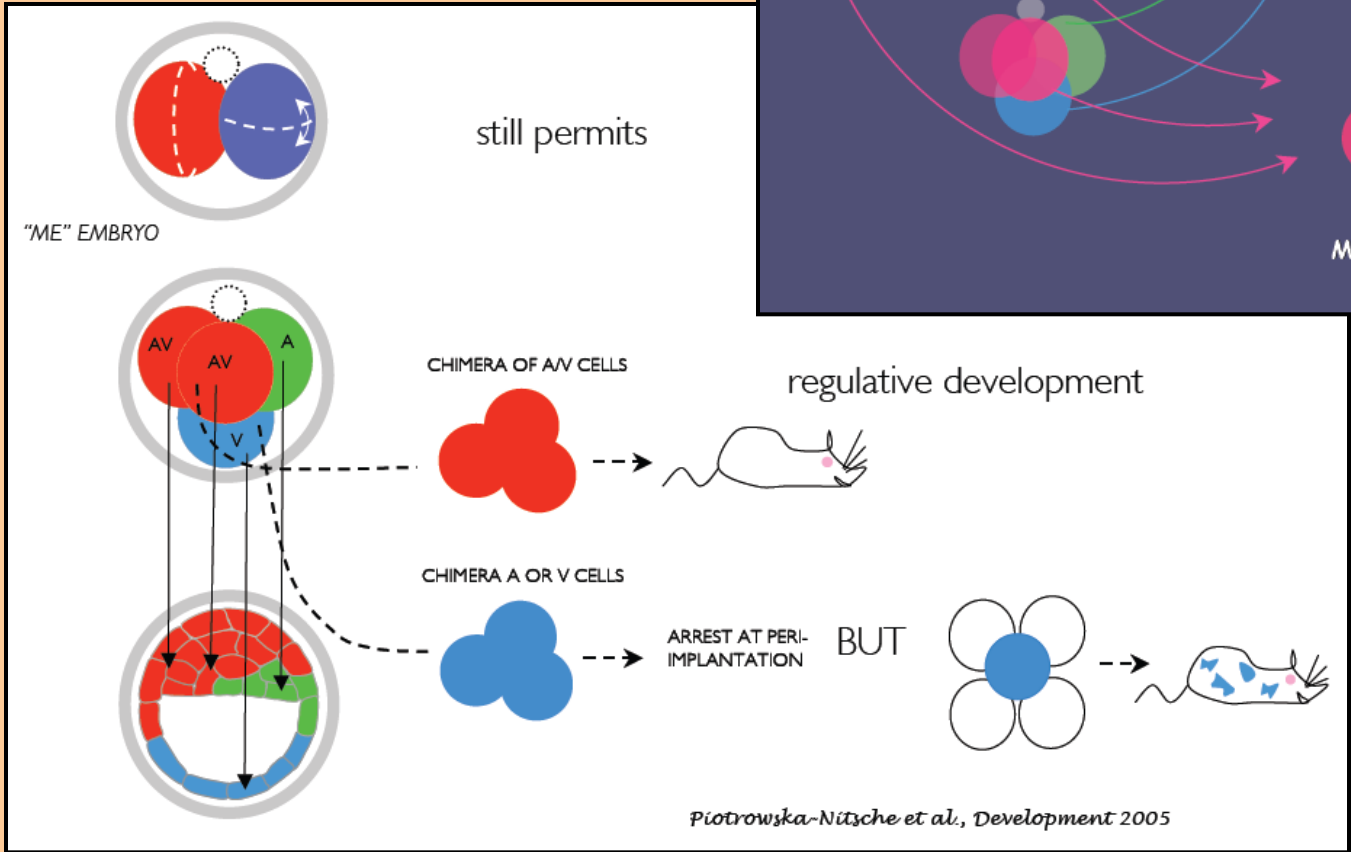 still permits
"ME" EMBRYO
AV
AV
A
V
CHIMERA OF A/V CELLS
regulative development
CHIMERA A OR V CELLS
ARREST AT PERI-
IMPLANTATION
BUT
Piotrowska-Nitsche et al., Development 2005
M